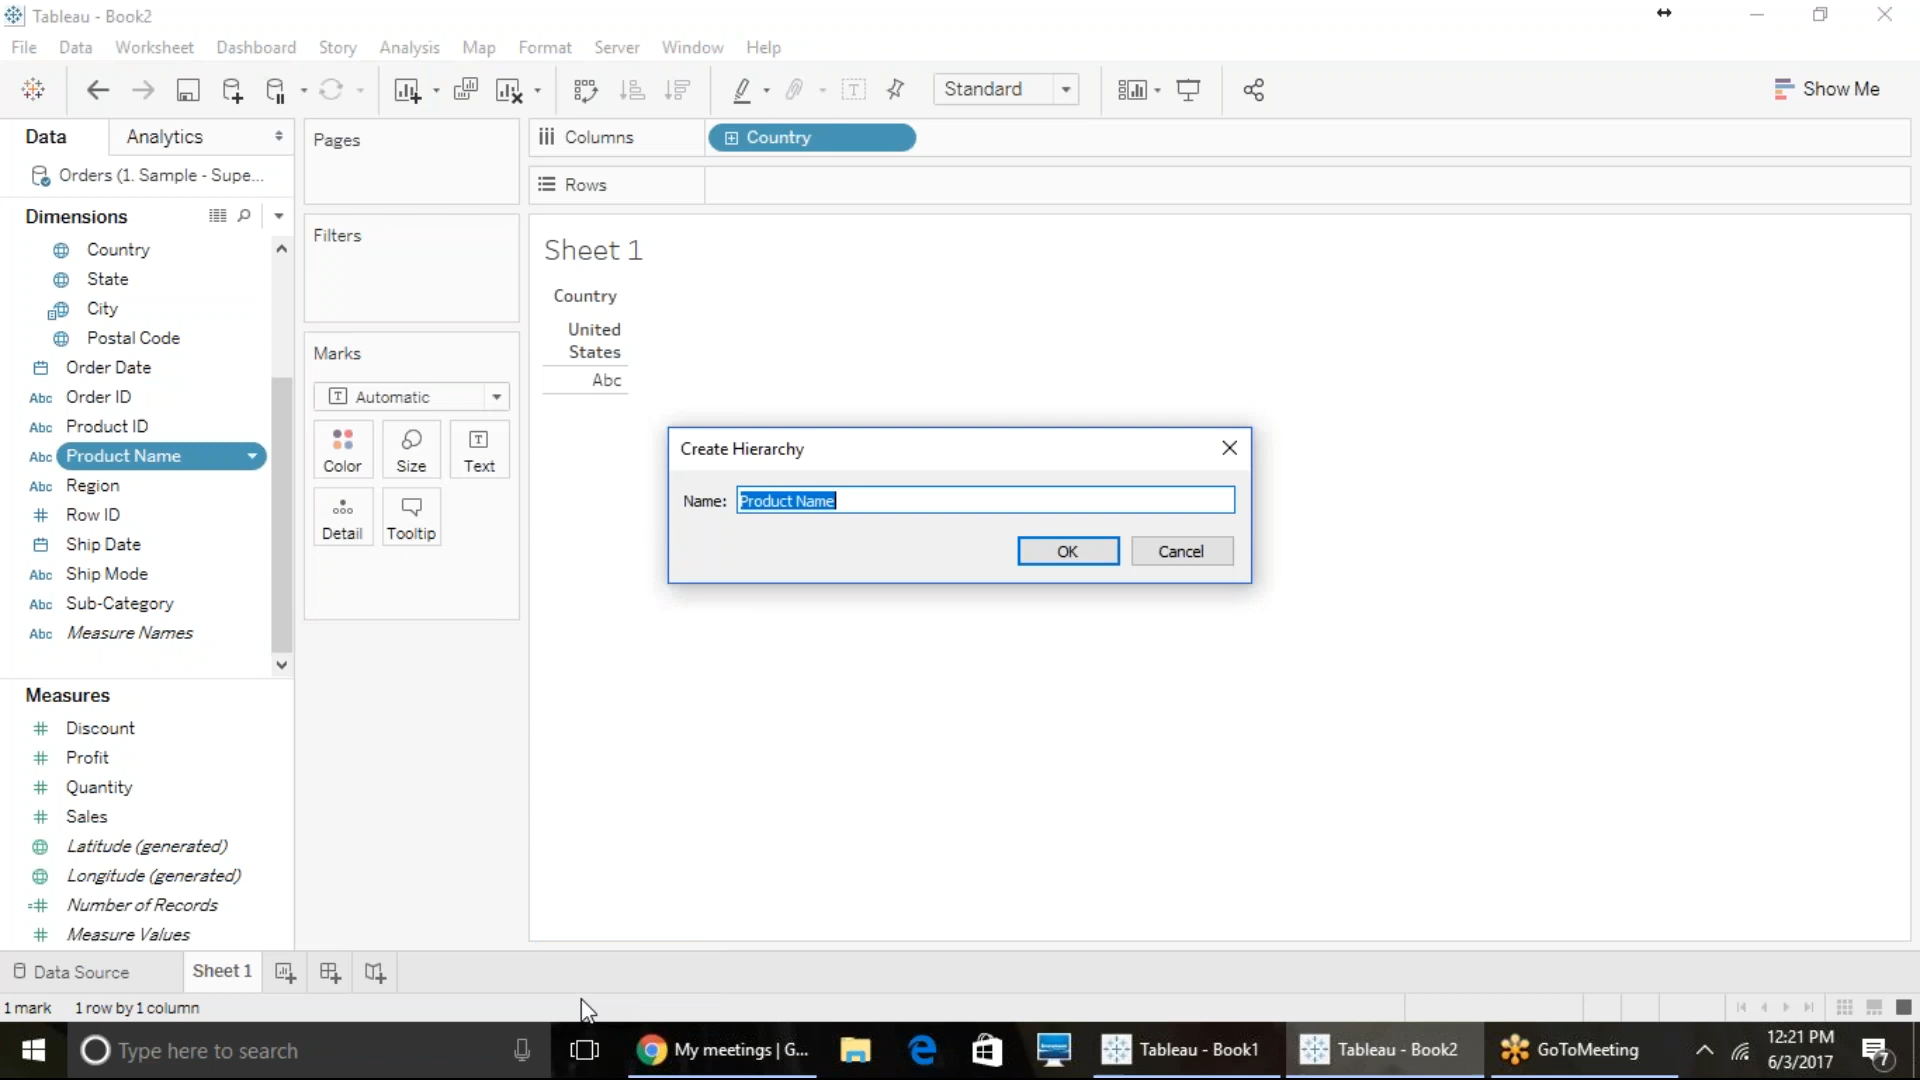 Tableau - Book2
File Data Worksheet Dashboard Story Analysis Map Format Server Window Help
Standard
Show Me
Data
Analytics
Orders (1. Sample - Supe...
Dimensions
Country
State
City
Postal Code
Order Date
Abc Order ID
Abc Product ID
Abc Product Name
Abc Region
# Row ID
Ship Date
Abc Ship Mode
Abc Sub-Category
Abc Measure Names
Measures
# Discount
# Profit
# Quantity
# Sales
Latitude (generated)
Longitude (generated)
=# Number of Records
# Measure Values
Pages
Filters
Marks
T Automatic
Color
Size
T
Text
Detail
Tooltip
Columns
Country
Rows
Sheet 1
Country
United
States
Abc
Create Hierarchy
Name: Product Name
OK
Cancel
Data Source
Sheet 1
1 mark 1 row by 1 column
Type here to search
My meetings | G...
Tableau - Book1
Tableau - Book2
GoToMeeting
12:21 PM
6/3/2017
7